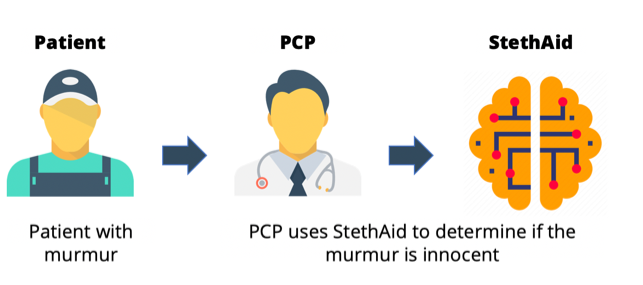 Patient
PCP
StethAid
Patient with
murmur
PCP uses StethAid to determine if the
murmur is innocent